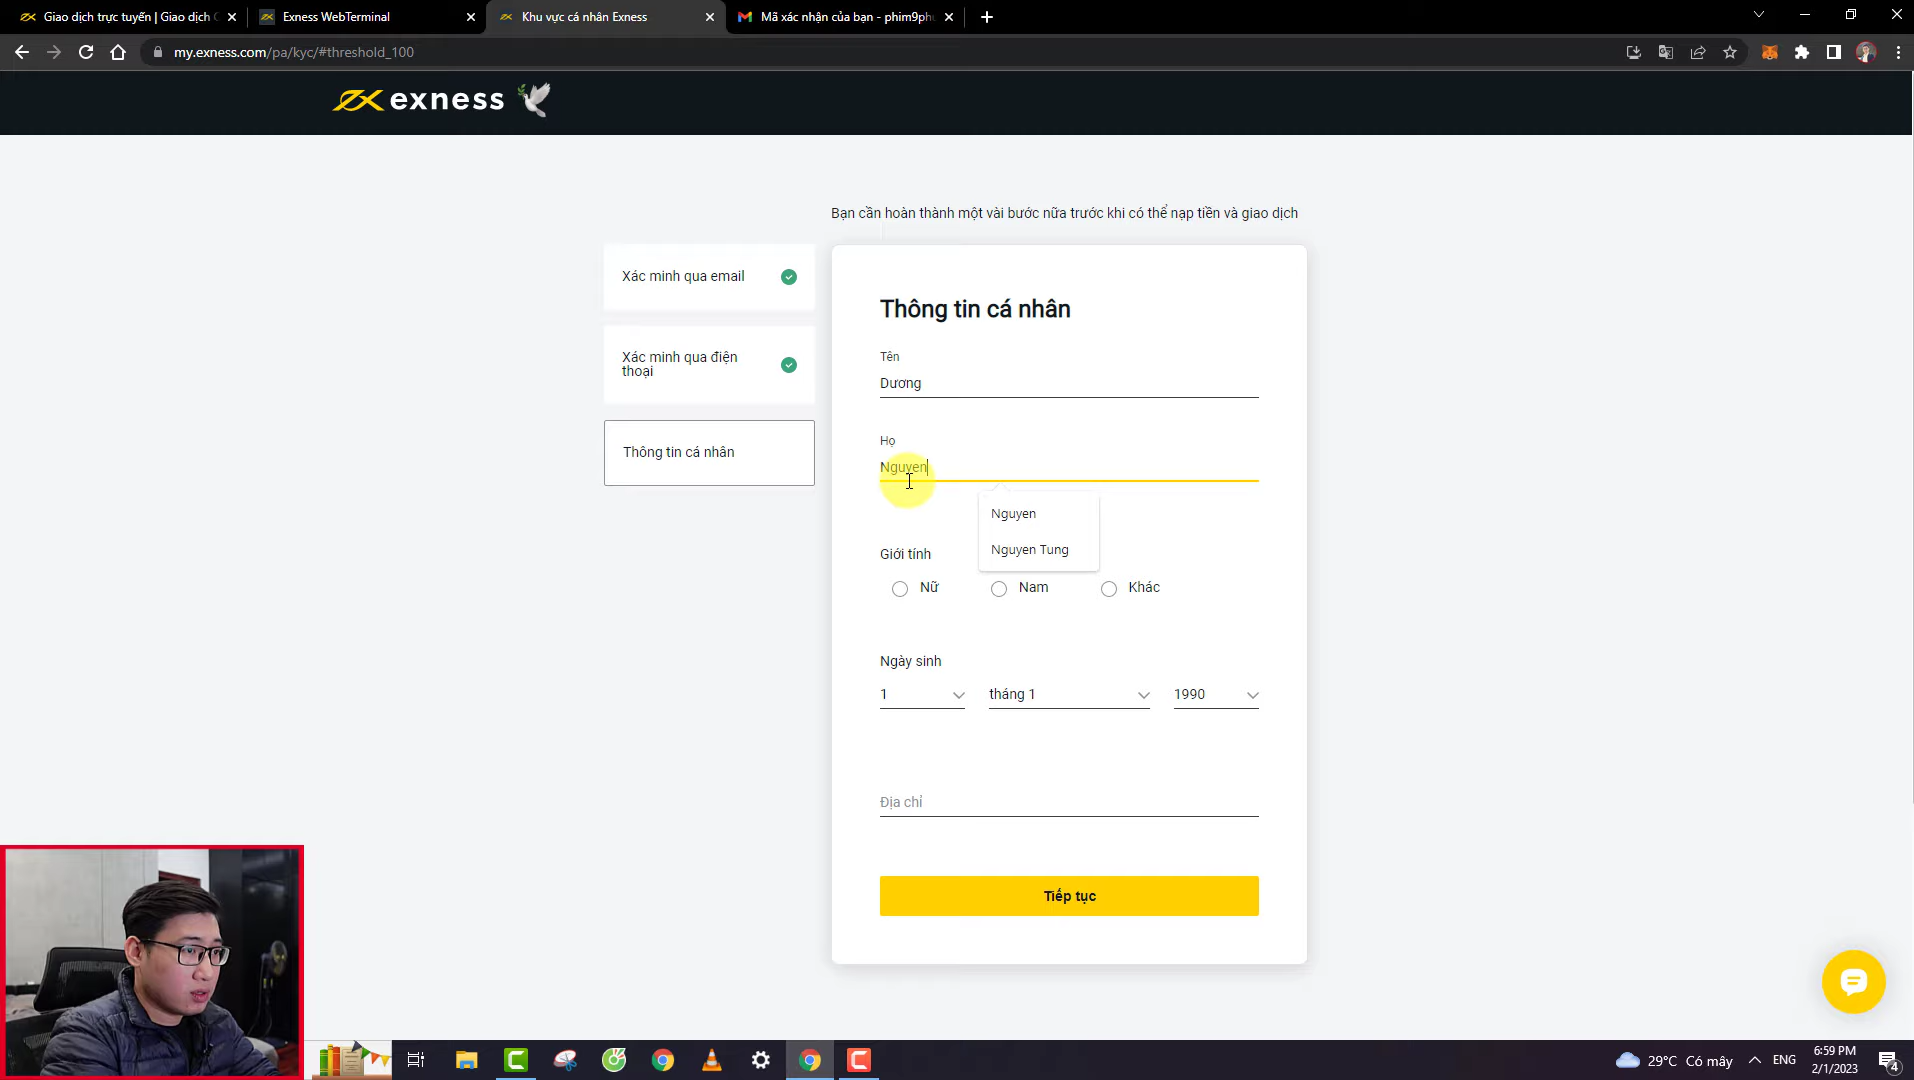 Giao dịch trực tuyến | Giao dịch
Exness WebTerminal
Khu vực cá nhân Exness
Mã xác nhận của bạn - phim9ph
my.exness.com/pa/kyc/#threshold_100
exness
Bạn cần hoàn thành một vài bước nữa trước khi có thể nạp tiền và giao dịch
Xác minh qua email
Xác minh qua điện
thoại
Thông tin cá nhân
Thông tin cá nhân
Tên
Dương
Họ
Nguyen
Nguyen
Nguyen Tung
Giới tính
Nữ
Nam
Khác
Ngày sinh
1
tháng 1
1990
Địa chỉ
Tiếp tục
29°C Có mây
ENG
6:59 PM
2/1/2023
4